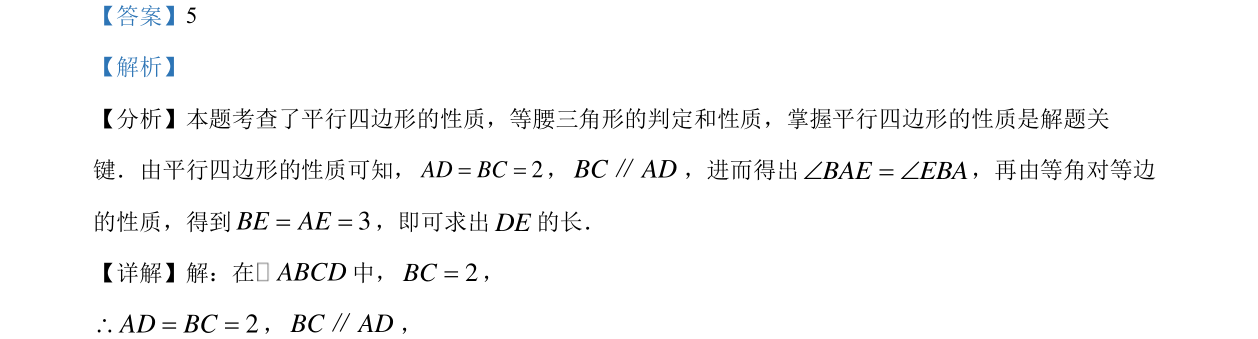 【答案】5
【解析】
【分析】本题考查了平行四边形的性质，等腰三角形的判定和性质，掌握平行四边形的性质是解题关
键．由平行四边形的性质可知，AD = BC = 2，BC // AD，进而得出∠BAE = ∠EBA，再由等角对等边
的性质，得到BE = AE = 3，即可求出DE的长．
【详解】解：在□ABCD中，BC = 2，
∴AD = BC = 2，BC // AD，